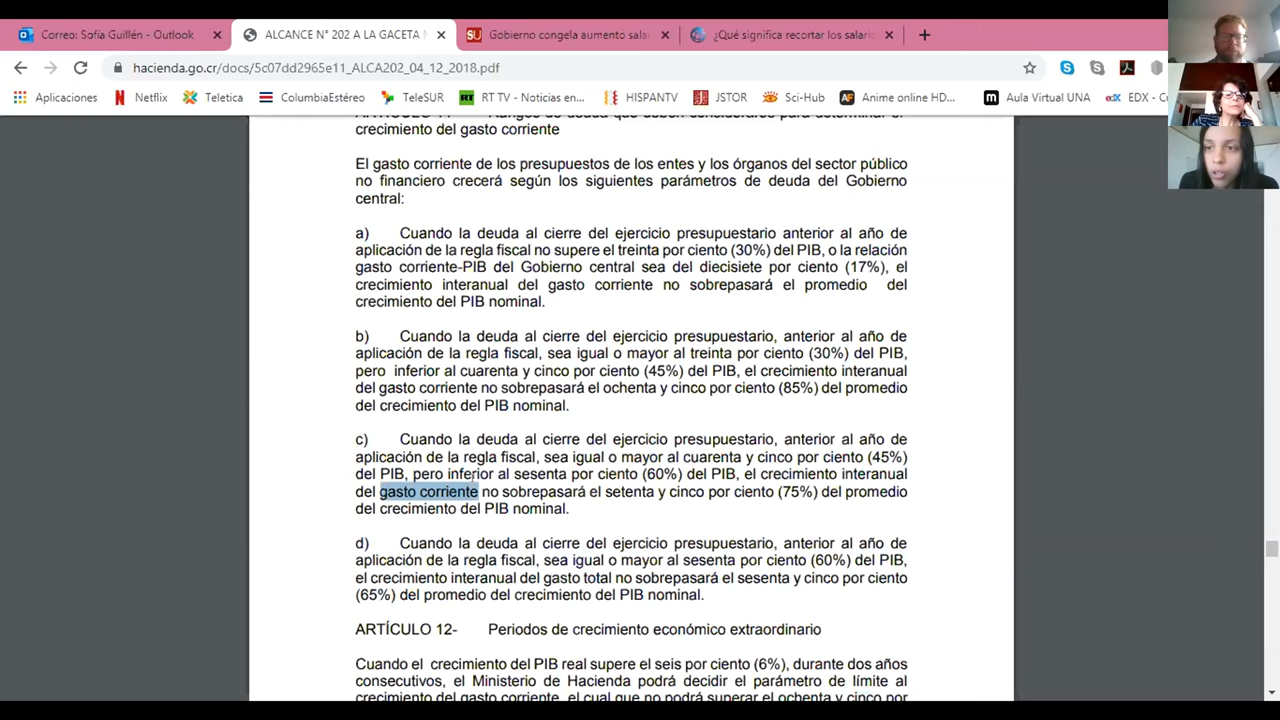 Correo: Sofía Guillén - Outlook
ALCANCE N° 202 A LA GACETA N
Gobierno congela aumento sala
¿Qué significa recortar los salario
hacienda.go.cr/docs/5c07dd2965e11_ALCA202_04_12_2018.pdf
Aplicaciones
Netflix
Teletica
ColumbiaEstéreo
TeleSUR
RT TV - Noticias en...
HISPANTV
JSTOR
Sci-Hub
Anime online HD...
Aula Virtual UNA
EDX - C
crecimiento del gasto corriente
El gasto corriente de los presupuestos de los entes y los órganos del sector público
no financiero crecerá según los siguientes parámetros de deuda del Gobierno
central:
a) Cuando la deuda al cierre del ejercicio presupuestario anterior al año de
aplicación de la regla fiscal no supere el treinta por ciento (30%) del PIB, o la relación
gasto corriente-PIB del Gobierno central sea del diecisiete por ciento (17%), el
crecimiento interanual del gasto corriente no sobrepasará el promedio del
crecimiento del PIB nominal.
b) Cuando la deuda al cierre del ejercicio presupuestario, anterior al año de
aplicación de la regla fiscal, sea igual o mayor al treinta por ciento (30%) del PIB,
pero inferior al cuarenta y cinco por ciento (45%) del PIB, el crecimiento interanual
del gasto corriente no sobrepasará el ochenta y cinco por ciento (85%) del promedio
del crecimiento del PIB nominal.
c) Cuando la deuda al cierre del ejercicio presupuestario, anterior al año de
aplicación de la regla fiscal, sea igual o mayor al cuarenta y cinco por ciento (45%)
del PIB, pero inferior al sesenta por ciento (60%) del PIB, el crecimiento interanual
del gasto corriente no sobrepasará el setenta y cinco por ciento (75%) del promedio
del crecimiento del PIB nominal.
d) Cuando la deuda al cierre del ejercicio presupuestario, anterior al año de
aplicación de la regla fiscal, sea igual o mayor al sesenta por ciento (60%) del PIB,
el crecimiento interanual del gasto total no sobrepasará el sesenta y cinco por ciento
(65%) del promedio del crecimiento del PIB nominal.
ARTÍCULO 12- Periodos de crecimiento económico extraordinario
Cuando el crecimiento del PIB real supere el seis por ciento (6%), durante dos años
consecutivos, el Ministerio de Hacienda podrá decidir el parámetro de límite al
crecimiento del gasto corriente, el cual que no podrá superar el ochenta y cinco por